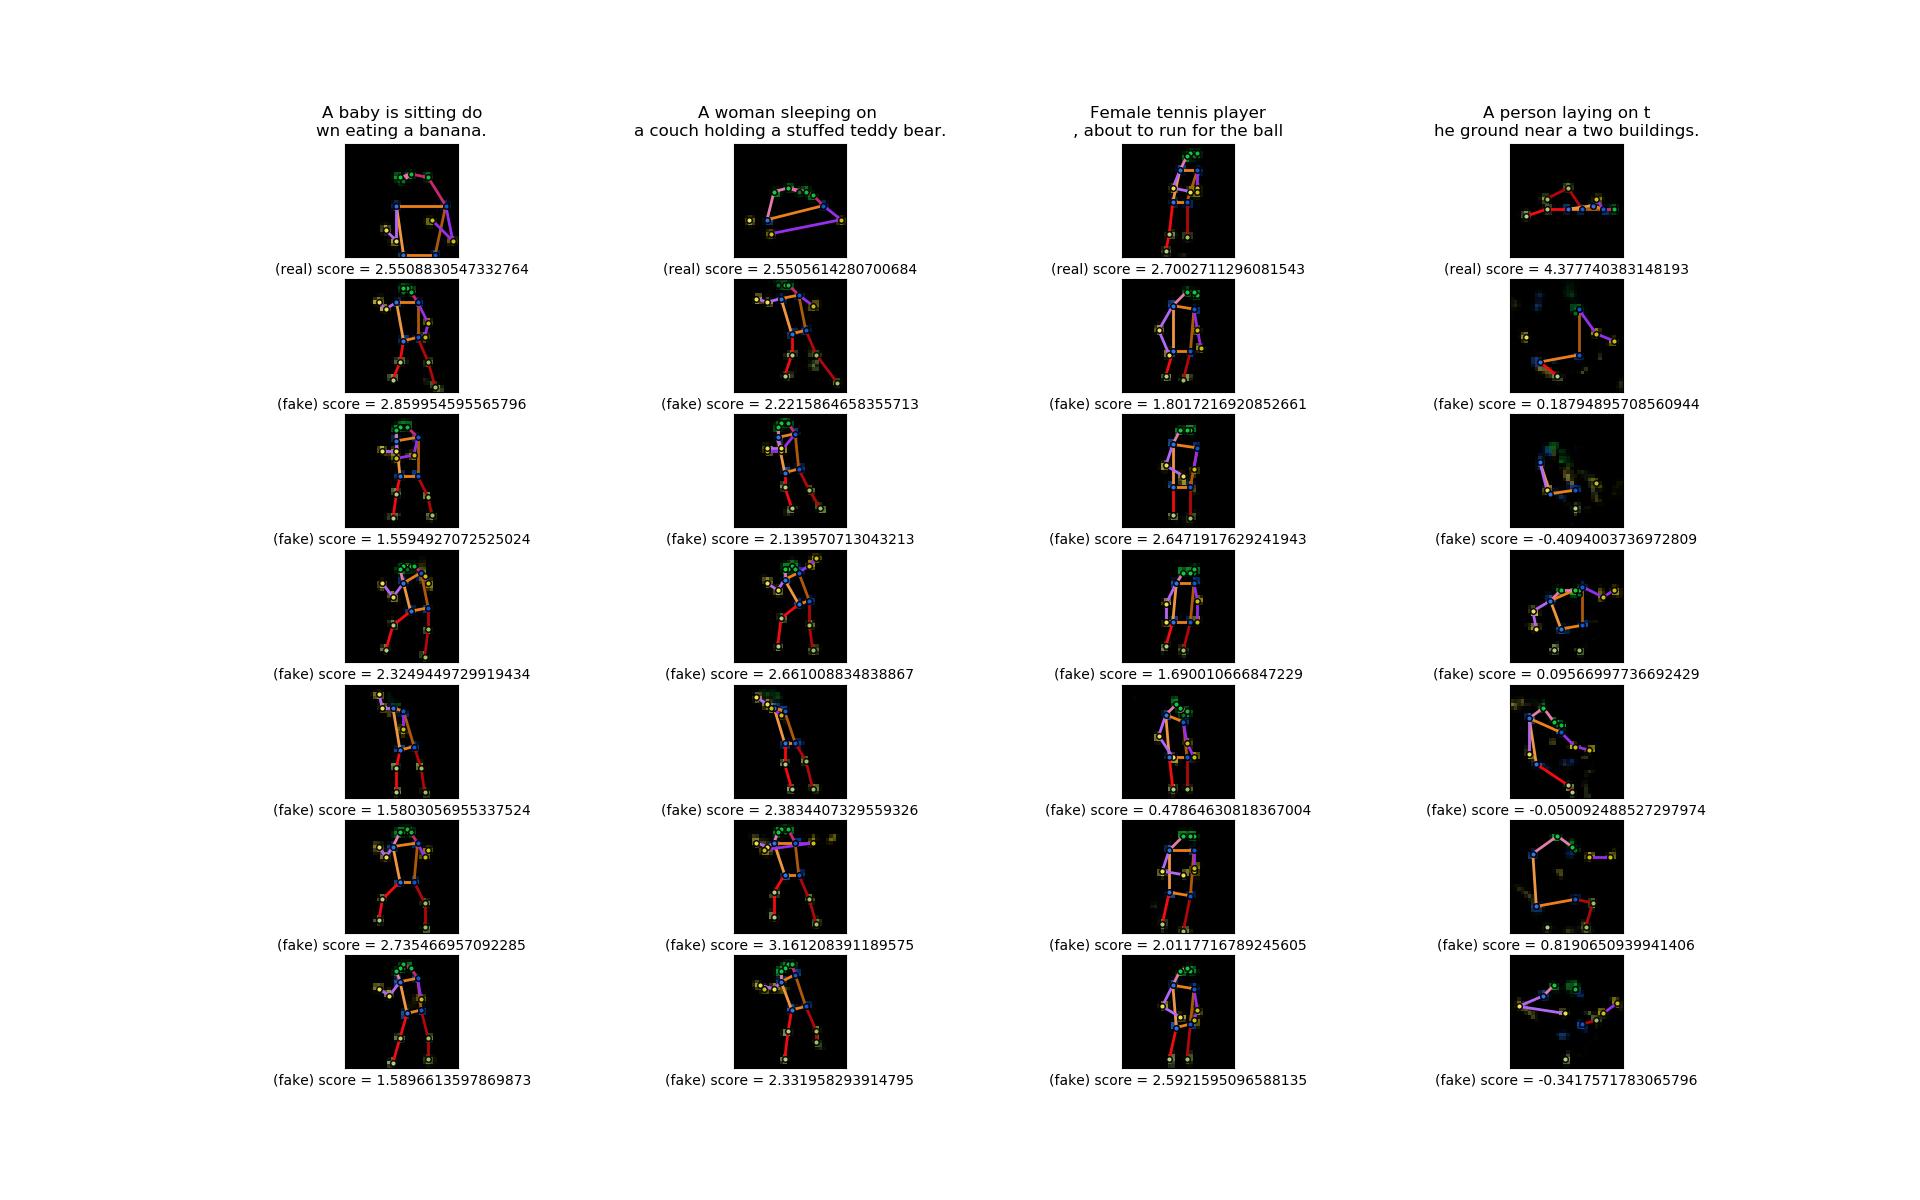 A baby is sitting do
wn eating a banana.
A woman sleeping on
a couch holding a stuffed teddy bear.
Female tennis player
, about to run for the ball
A person laying on t
he ground near a two buildings.
(real) score = 2.5508830547332764
(real) score = 2.5505614280700684
(real) score = 2.7002711296081543
(real) score = 4.377740383148193
(fake) score = 2.859954595565796
(fake) score = 2.2215864658355713
(fake) score = 1.8017216920852661
(fake) score = 0.18794895708560944
(fake) score = 1.5594927072525024
(fake) score = 2.139570713043213
(fake) score = 2.6471917629241943
(fake) score = -0.4094003736972809
(fake) score = 2.3249449729919434
(fake) score = 2.661008834838867
(fake) score = 1.690010666847229
(fake) score = 0.09566997736692429
(fake) score = 1.5803056955337524
(fake) score = 2.3834407329559326
(fake) score = 0.47864630818367004
(fake) score = -0.050092488527297974
(fake) score = 2.735466957092285
(fake) score = 3.161208391189575
(fake) score = 2.0117716789245605
(fake) score = 0.8190650939941406
(fake) score = 1.5896613597869873
(fake) score = 2.331958293914795
(fake) score = 2.5921595096588135
(fake) score = -0.3417571783065796